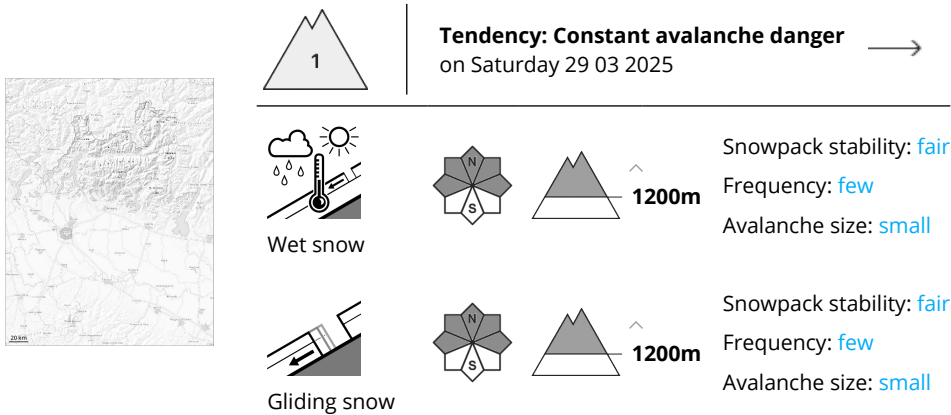 1
Tendency: Constant avalanche danger
on Saturday 29 03 2025
20 km
N
S
Wet snow
1200m
Snowpack stability: fair
Frequency: few
Avalanche size: small
N
S
Gliding snow
1200m
Snowpack stability: fair
Frequency: few
Avalanche size: small